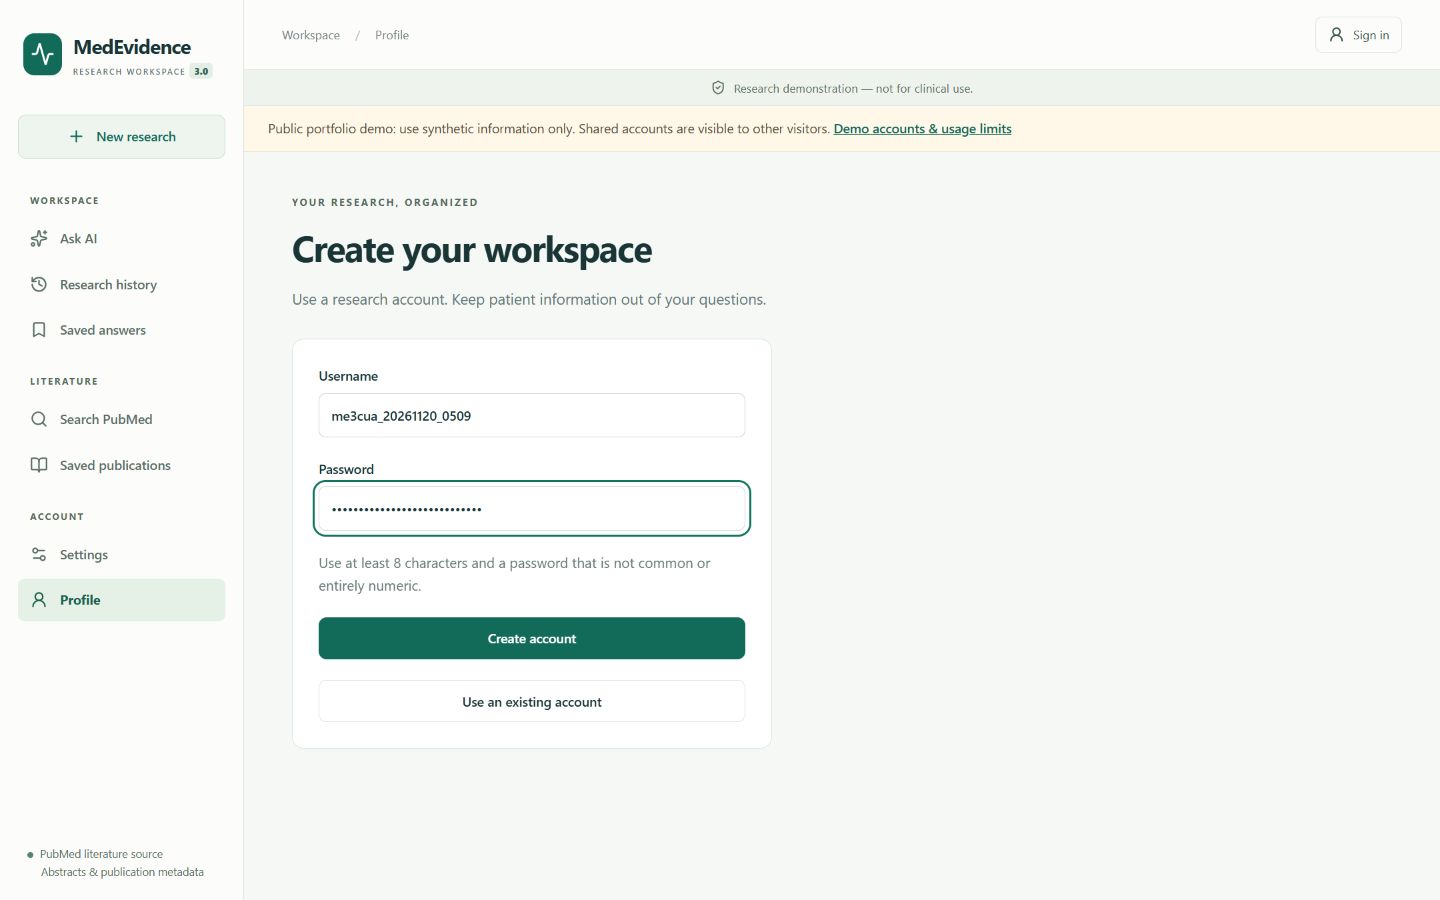 MedEvidence
RESEARCH WORKSPACE 3.0
New research
WORKSPACE
Ask AI
Research history
Saved answers
LITERATURE
Search PubMed
Saved publications
ACCOUNT
Settings
Profile
PubMed literature source
Abstracts & publication metadata
Workspace / Profile
Sign in
Research demonstration — not for clinical use.
Public portfolio demo: use synthetic information only. Shared accounts are visible to other visitors. Demo accounts & usage limits
YOUR RESEARCH, ORGANIZED
Create your workspace
Use a research account. Keep patient information out of your questions.
Username
me3cua_20261120_0509
Password
••••••••••••••••••••••••••••
Use at least 8 characters and a password that is not common or
entirely numeric.
Create account
Use an existing account